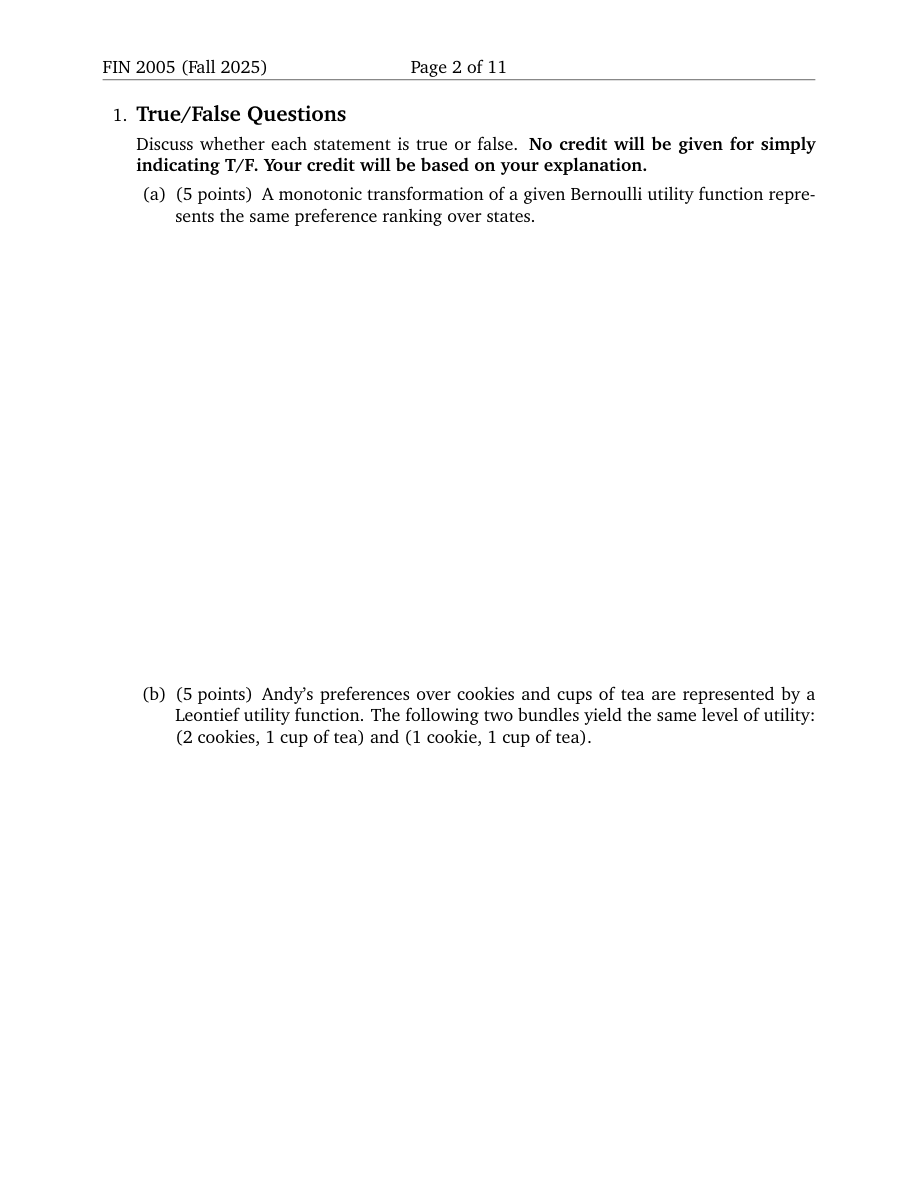 FIN 2005 (Fall 2025) Page 2 of 11
1. True/False Questions
Discuss whether each statement is true or false. No credit will be given for simply
indicating T/F. Your credit will be based on your explanation.
(a) (5 points) A monotonic transformation of a given Bernoulli utility function repre-
sents the same preference ranking over states.
(b) (5 points) Andy’s preferences over cookies and cups of tea are represented by a
Leontief utility function. The following two bundles yield the same level of utility:
(2 cookies, 1 cup of tea) and (1 cookie, 1 cup of tea).